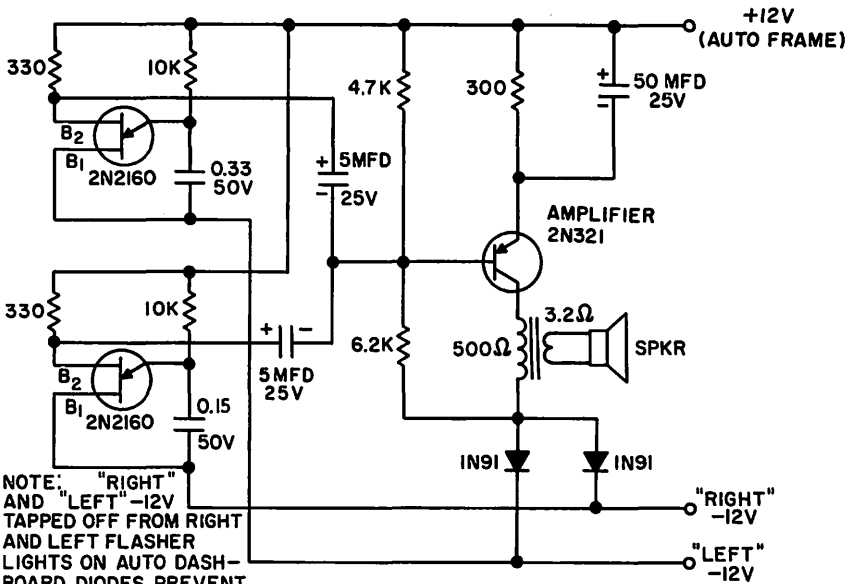 +12V
(AUTO FRAME)
330
10K
4.7K
300
+
-
50 MFD
25V
B2
B1
2N2160
0.33
50V
+
-
5MFD
25V
AMPLIFIER
2N321
330
10K
+ -
5MFD
25V
6.2K
500Ω
3.2Ω
SPKR
B2
B1
2N2160
0.15
50V
1N91
1N91
NOTE: "RIGHT"
AND "LEFT" -12V
TAPPED OFF FROM RIGHT
AND LEFT FLASHER
LIGHTS ON AUTO DASH-
BOARD DIODES PREVENT
"RIGHT"
-12V
"LEFT"
-12V